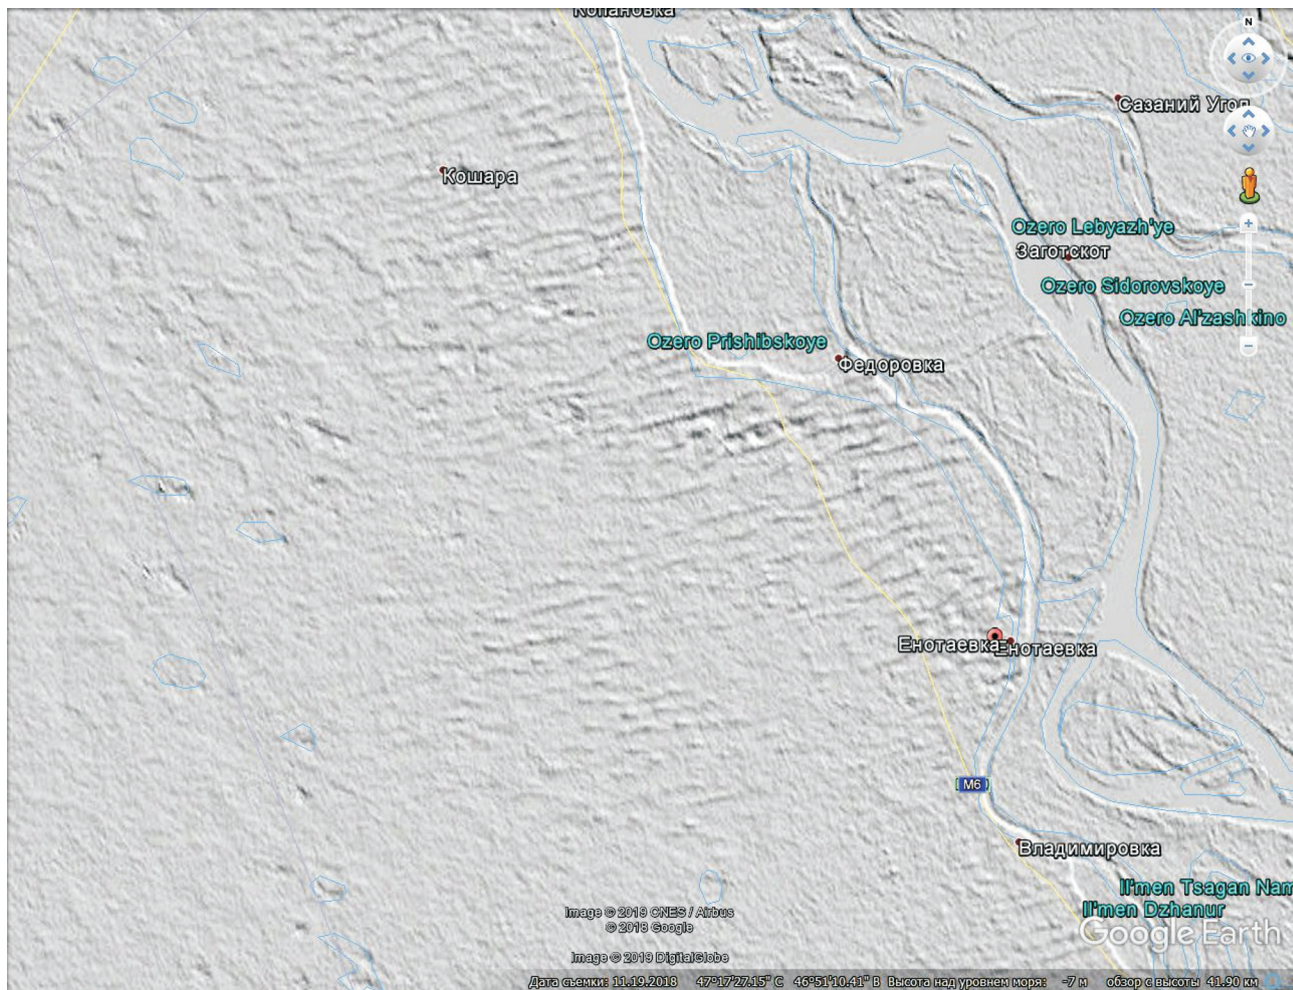 Копановка
N
Сазаний Угол
Кошара
Ozero Lebyazh'ye
Заготскот
Ozero Sidorovskoye
Ozero Al'zashkino
Ozero Prishibskoye
Федоровка
Енотаевка
Енотаевка
M6
Владимировка
Il'men Tsagan Nam
Il'men Dzhanur
Image © 2019 CNES / Airbus
© 2018 Google
Image © 2019 DigitalGlobe
Google Earth
Дата съемки: 11.19.2018 47°17'27.15" С 46°51'10.41" В Высота над уровнем моря: -7 м обзор с высоты 41.90 км